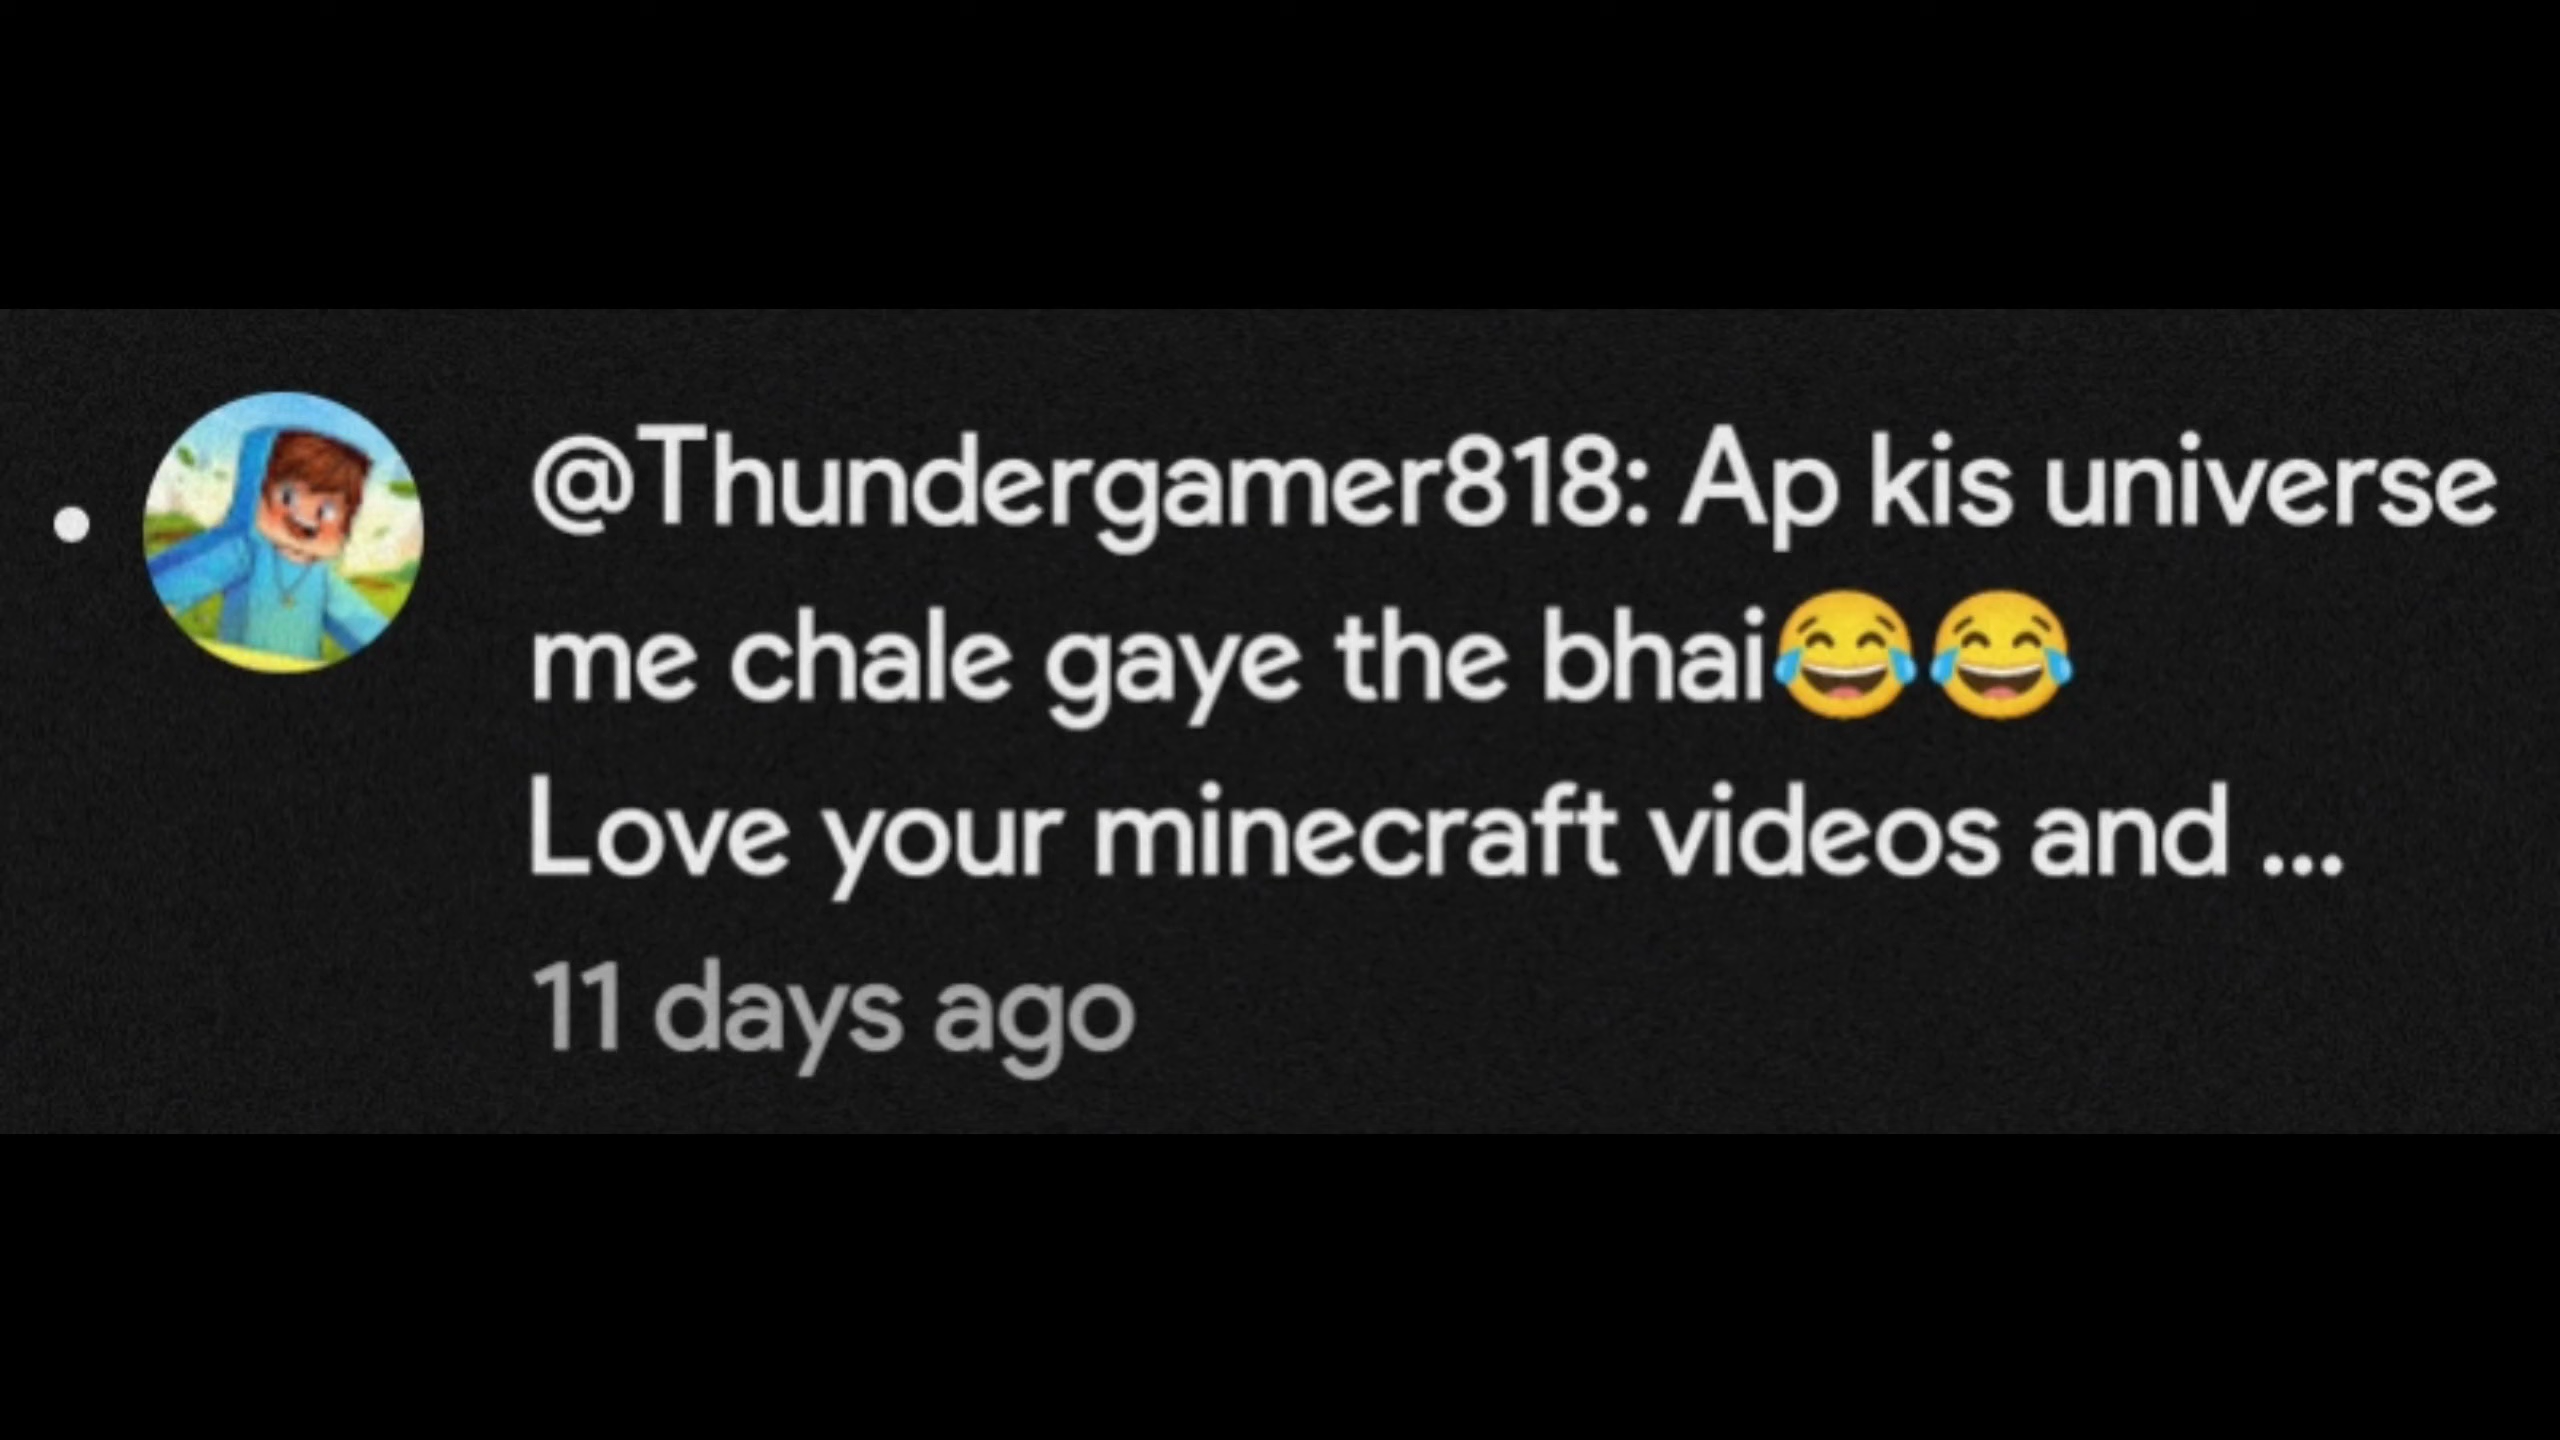 @Thundergamer818: Ap kis universe
me chale gaye the bhai😂😂
Love your minecraft videos and ...
11 days ago